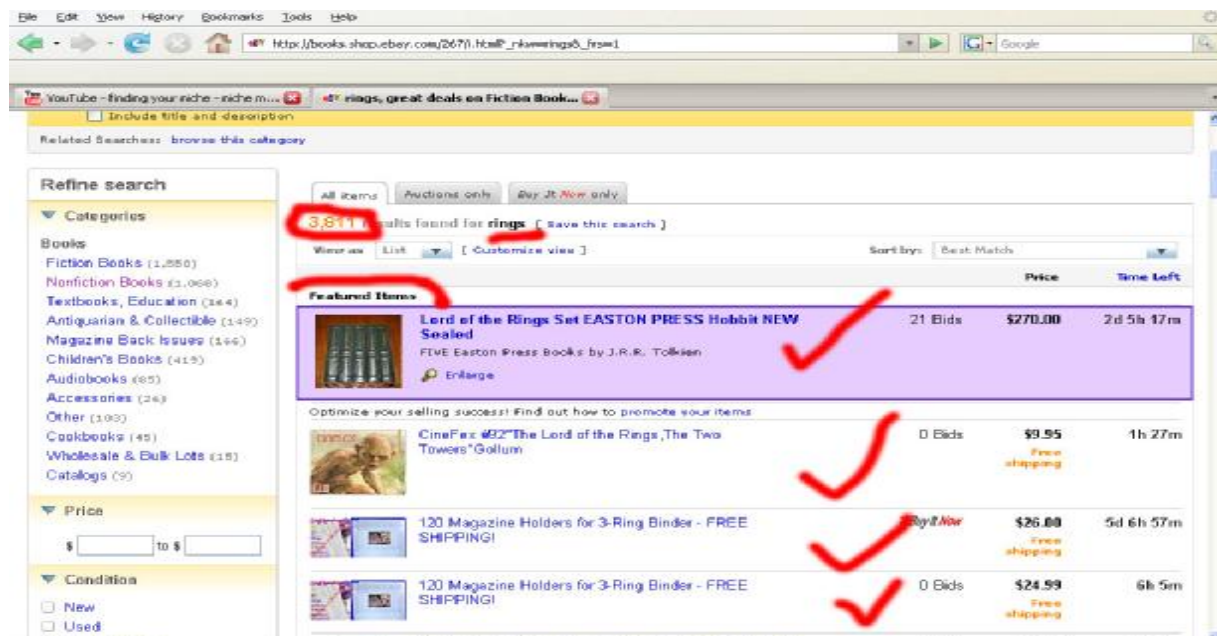 File Edit View History Bookmarks Tools Help
Google
YouTube - finding your niche - niche m...
rings, great deals on Fiction Book...
Include title and description
Related Searches: browse this category
Refine search
Categories
Books
Fiction Books
Nonfiction Books
Textbooks, Education (164)
Antiquarian & Collectible (149)
Magazine Back Issues (166)
Children's Books (419)
Audiobooks (85)
Accessories (26)
Other (103)
Cookbooks (45)
Wholesale & Bulk Lots (15)
Catalogs (9)
Price
$ to $
Condition
New
Used
All items Auctions only Buy It Now only
3,811 results found for rings [ Save this search ]
View as List [ Customize view ] Sort by: Best Match
Price Time Left
Featured Items
Lord of the Rings Set EASTON PRESS Hobbit NEW 21 Bids $270.00 2d 5h 17m
Sealed
FIVE Easton Press Books by J.R.R. Tolkien
Enlarge
Optimize your selling success! Find out how to promote your items
CineFex #92"The Lord of the Rings,The Two 0 Bids $9.95 1h 27m
Towers"Gollum Free
shipping
120 Magazine Holders for 3-Ring Binder - FREE Buy It Now $26.00 5d 6h 57m
SHIPPING! Free
shipping
120 Magazine Holders for 3-Ring Binder - FREE 0 Bids $24.99 6h 5m
SHIPPING! Free
shipping